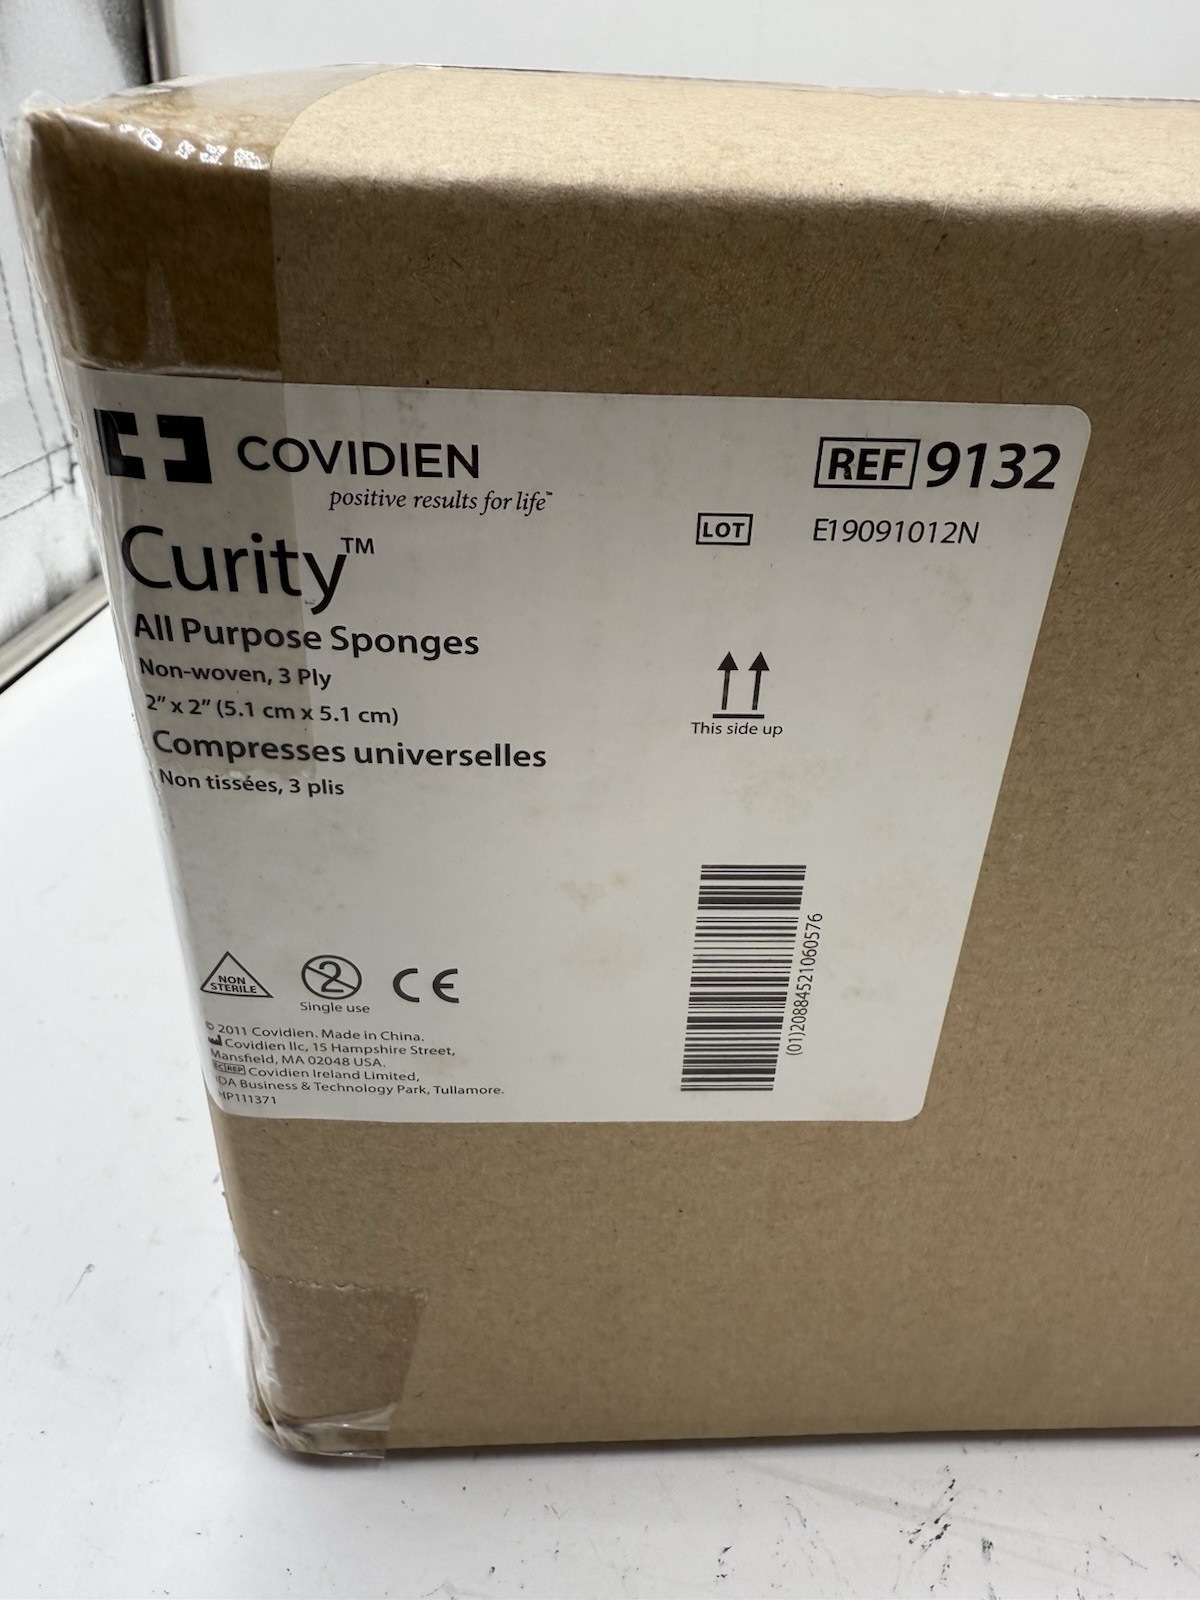 COVIDIEN
positive results for life™
REF 9132
LOT E19091012N
Curity™
All Purpose Sponges
Non-woven, 3 Ply
2" x 2" (5.1 cm x 5.1 cm)
Compresses universelles
Non tissées, 3 plis
This side up
(01)20884521060576
NON
STERILE
2
Single use
CE
© 2011 Covidien. Made in China.
Covidien llc, 15 Hampshire Street,
Mansfield, MA 02048 USA.
EC REP Covidien Ireland Limited,
IDA Business & Technology Park, Tullamore.
HP111371